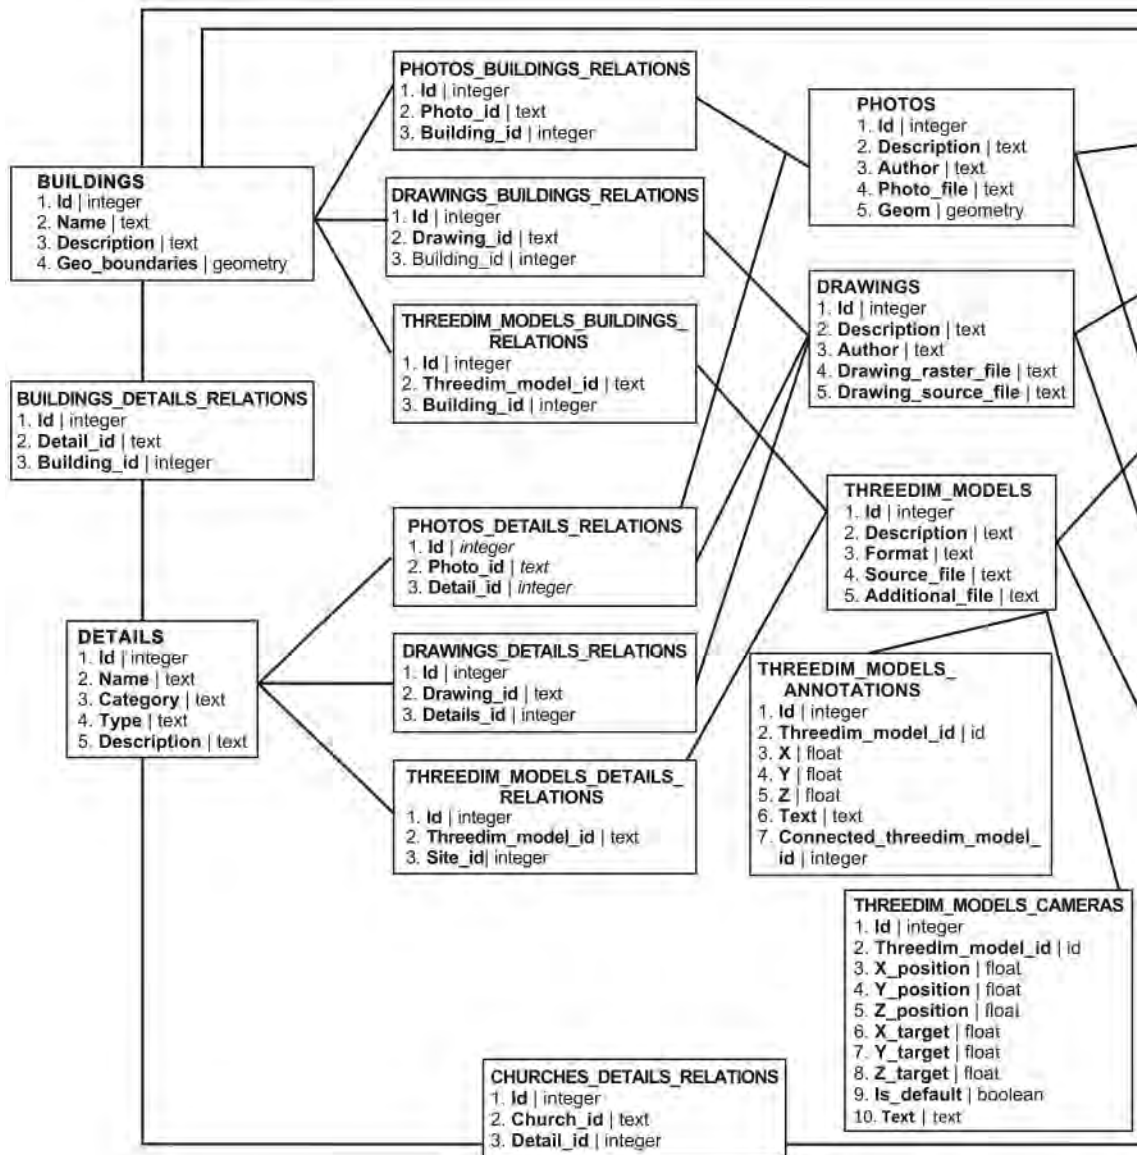 PHOTOS_BUILDINGS_RELATIONS
1. Id | integer
2. Photo_id | text
3. Building_id | integer
PHOTOS
1. Id | integer
2. Description | text
3. Author | text
4. Photo_file | text
5. Geom | geometry
BUILDINGS
1. Id | integer
2. Name | text
3. Description | text
4. Geo_boundaries | geometry
DRAWINGS_BUILDINGS_RELATIONS
1. Id | integer
2. Drawing_id | text
3. Building_id | integer
DRAWINGS
1. Id | integer
2. Description | text
3. Author | text
4. Drawing_raster_file | text
5. Drawing_source_file | text
THREEDIM_MODELS_BUILDINGS_
RELATIONS
1. Id | integer
2. Threedim_model_id | text
3. Building_id | integer
BUILDINGS_DETAILS_RELATIONS
1. Id | integer
2. Detail_id | text
3. Building_id | integer
THREEDIM_MODELS
1. Id | integer
2. Description | text
3. Format | text
4. Source_file | text
5. Additional_file | text
PHOTOS_DETAILS_RELATIONS
1. Id | integer
2. Photo_id | text
3. Detail_id | integer
DETAILS
1. Id | integer
2. Name | text
3. Category | text
4. Type | text
5. Description | text
DRAWINGS_DETAILS_RELATIONS
1. Id | integer
2. Drawing_id | text
3. Details_id | integer
THREEDIM_MODELS_
ANNOTATIONS
1. Id | integer
2. Threedim_model_id | id
3. X | float
4. Y | float
5. Z | float
6. Text | text
7. Connected_threedim_model_
id | integer
THREEDIM_MODELS_DETAILS_
RELATIONS
1. Id | integer
2. Threedim_model_id | text
3. Site_id| integer
THREEDIM_MODELS_CAMERAS
1. Id | integer
2. Threedim_model_id | id
3. X_position | float
4. Y_position | float
5. Z_position | float
6. X_target | float
7. Y_target | float
8. Z_target | float
9. Is_default | boolean
10. Text | text
CHURCHES_DETAILS_RELATIONS
1. Id | integer
2. Church_id | text
3. Detail_id | integer